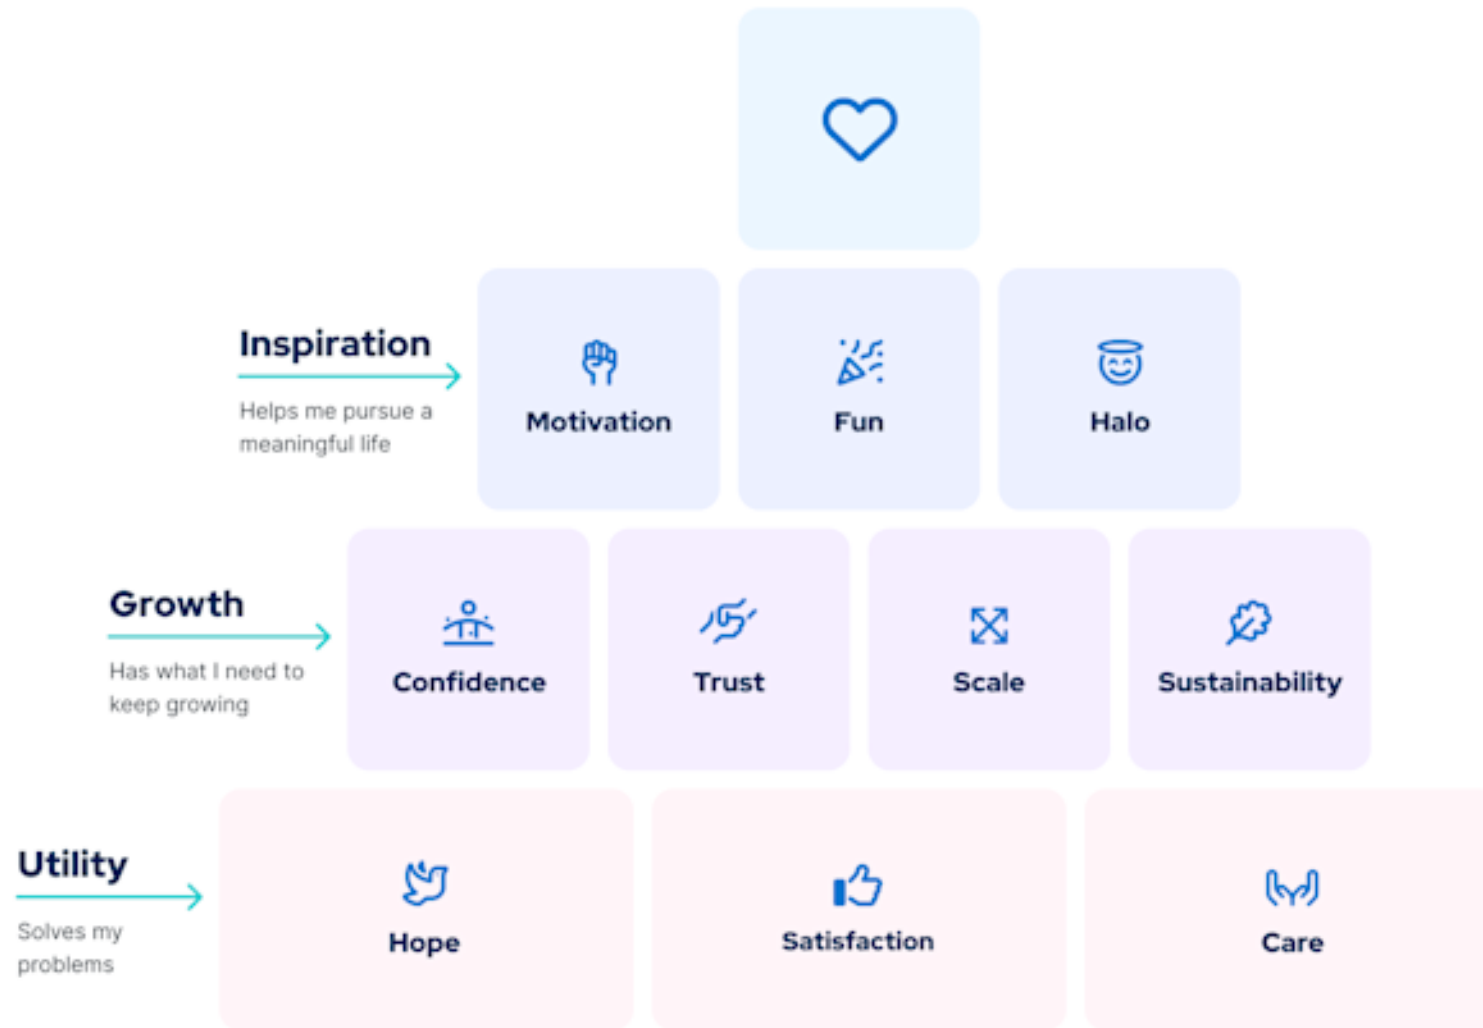 Inspiration
Helps me pursue a
meaningful life
Motivation
Fun
Halo
Growth
Has what I need to
keep growing
Confidence
Trust
Scale
Sustainability
Utility
Solves my
problems
Hope
Satisfaction
Care